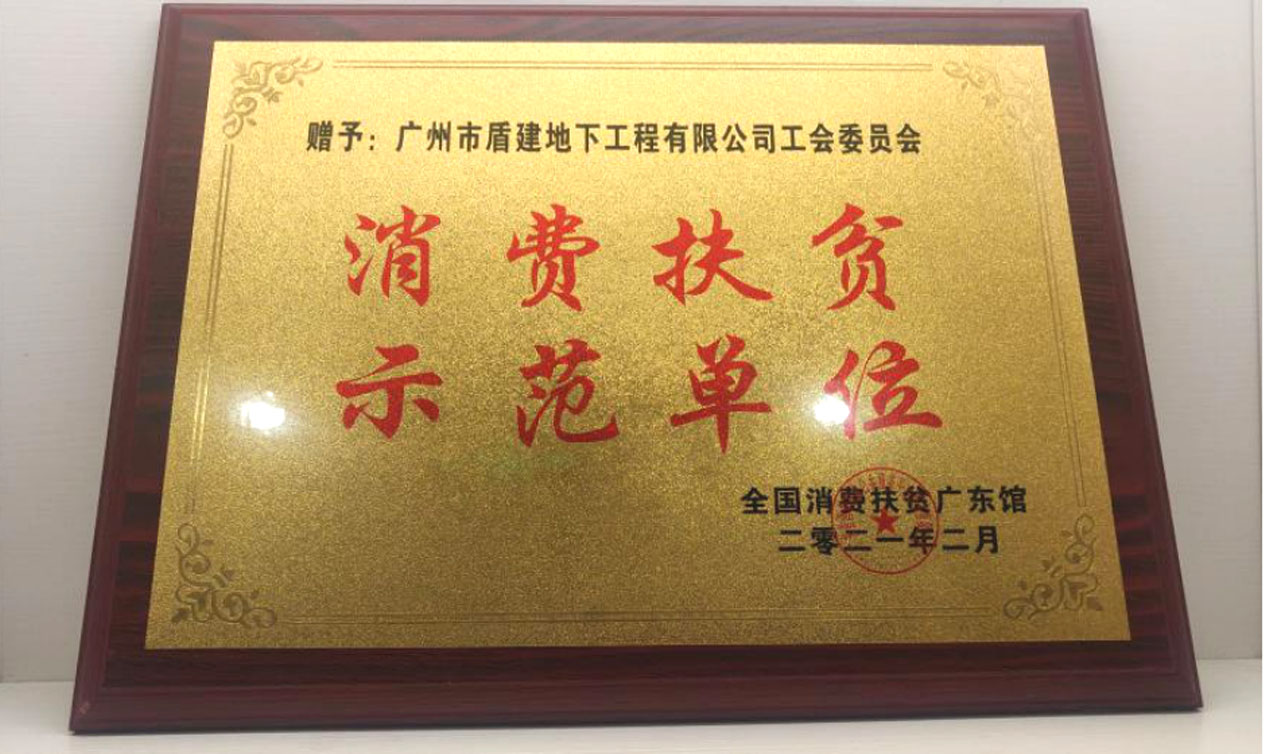 赠予：广州市盾建地下工程有限公司工会委员会
消费扶贫
示范单位
全国消费扶贫广东馆
二零二一年二月